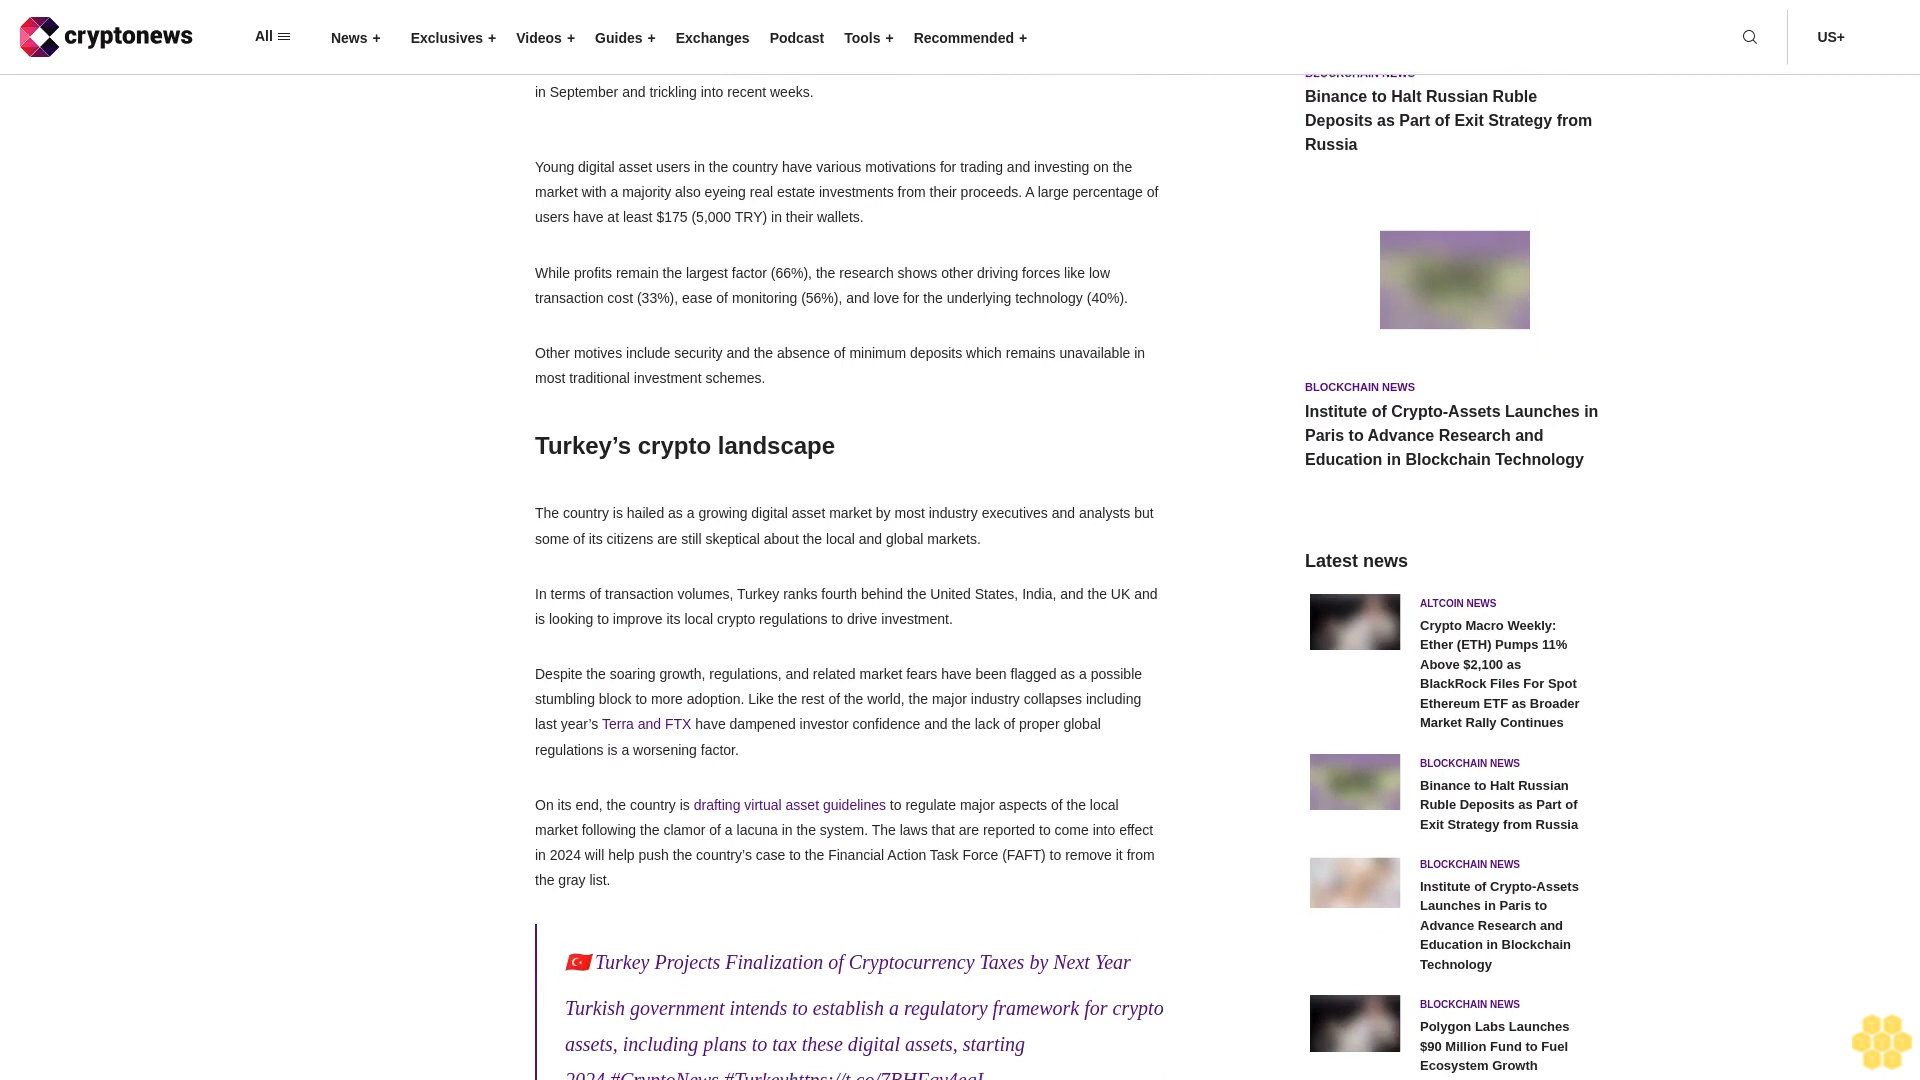 cryptonews
All
News +
Exclusives +
Videos +
Guides +
Exchanges
Podcast
Tools +
Recommended +
US+
in September and trickling into recent weeks.
Young digital asset users in the country have various motivations for trading and investing on the
market with a majority also eyeing real estate investments from their proceeds. A large percentage of
users have at least $175 (5,000 TRY) in their wallets.
While profits remain the largest factor (66%), the research shows other driving forces like low
transaction cost (33%), ease of monitoring (56%), and love for the underlying technology (40%).
Other motives include security and the absence of minimum deposits which remains unavailable in
most traditional investment schemes.
Turkey’s crypto landscape
The country is hailed as a growing digital asset market by most industry executives and analysts but
some of its citizens are still skeptical about the local and global markets.
In terms of transaction volumes, Turkey ranks fourth behind the United States, India, and the UK and
is looking to improve its local crypto regulations to drive investment.
Despite the soaring growth, regulations, and related market fears have been flagged as a possible
stumbling block to more adoption. Like the rest of the world, the major industry collapses including
last year’s Terra and FTX have dampened investor confidence and the lack of proper global
regulations is a worsening factor.
On its end, the country is drafting virtual asset guidelines to regulate major aspects of the local
market following the clamor of a lacuna in the system. The laws that are reported to come into effect
in 2024 will help push the country’s case to the Financial Action Task Force (FAFT) to remove it from
the gray list.
🇹🇷 Turkey Projects Finalization of Cryptocurrency Taxes by Next Year
Turkish government intends to establish a regulatory framework for crypto
assets, including plans to tax these digital assets, starting
2024.#CryptoNews #Turkey
BLOCKCHAIN NEWS
Binance to Halt Russian Ruble
Deposits as Part of Exit Strategy from
Russia
BLOCKCHAIN NEWS
Institute of Crypto-Assets Launches in
Paris to Advance Research and
Education in Blockchain Technology
Latest news
ALTCOIN NEWS
Crypto Macro Weekly:
Ether (ETH) Pumps 11%
Above $2,100 as
BlackRock Files For Spot
Ethereum ETF as Broader
Market Rally Continues
BLOCKCHAIN NEWS
Binance to Halt Russian
Ruble Deposits as Part of
Exit Strategy from Russia
BLOCKCHAIN NEWS
Institute of Crypto-Assets
Launches in Paris to
Advance Research and
Education in Blockchain
Technology
BLOCKCHAIN NEWS
Polygon Labs Launches
$90 Million Fund to Fuel
Ecosystem Growth